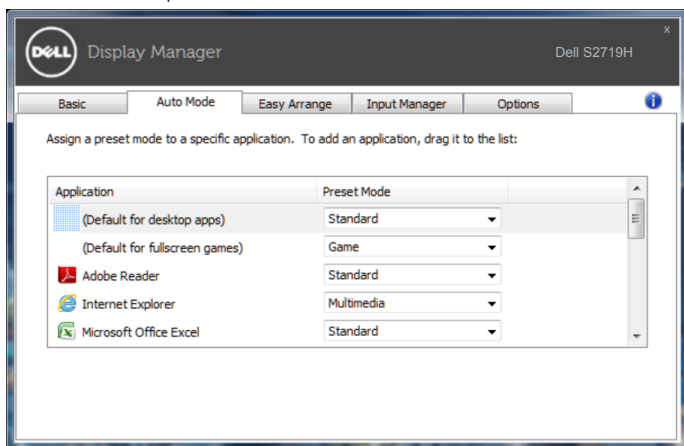 x
DELL Display Manager Dell S2719H
Basic Auto Mode Easy Arrange Input Manager Options
Assign a preset mode to a specific application. To add an application, drag it to the list:
Application Preset Mode
(Default for desktop apps) Standard
(Default for fullscreen games) Game
Adobe Reader Standard
Internet Explorer Multimedia
Microsoft Office Excel Standard